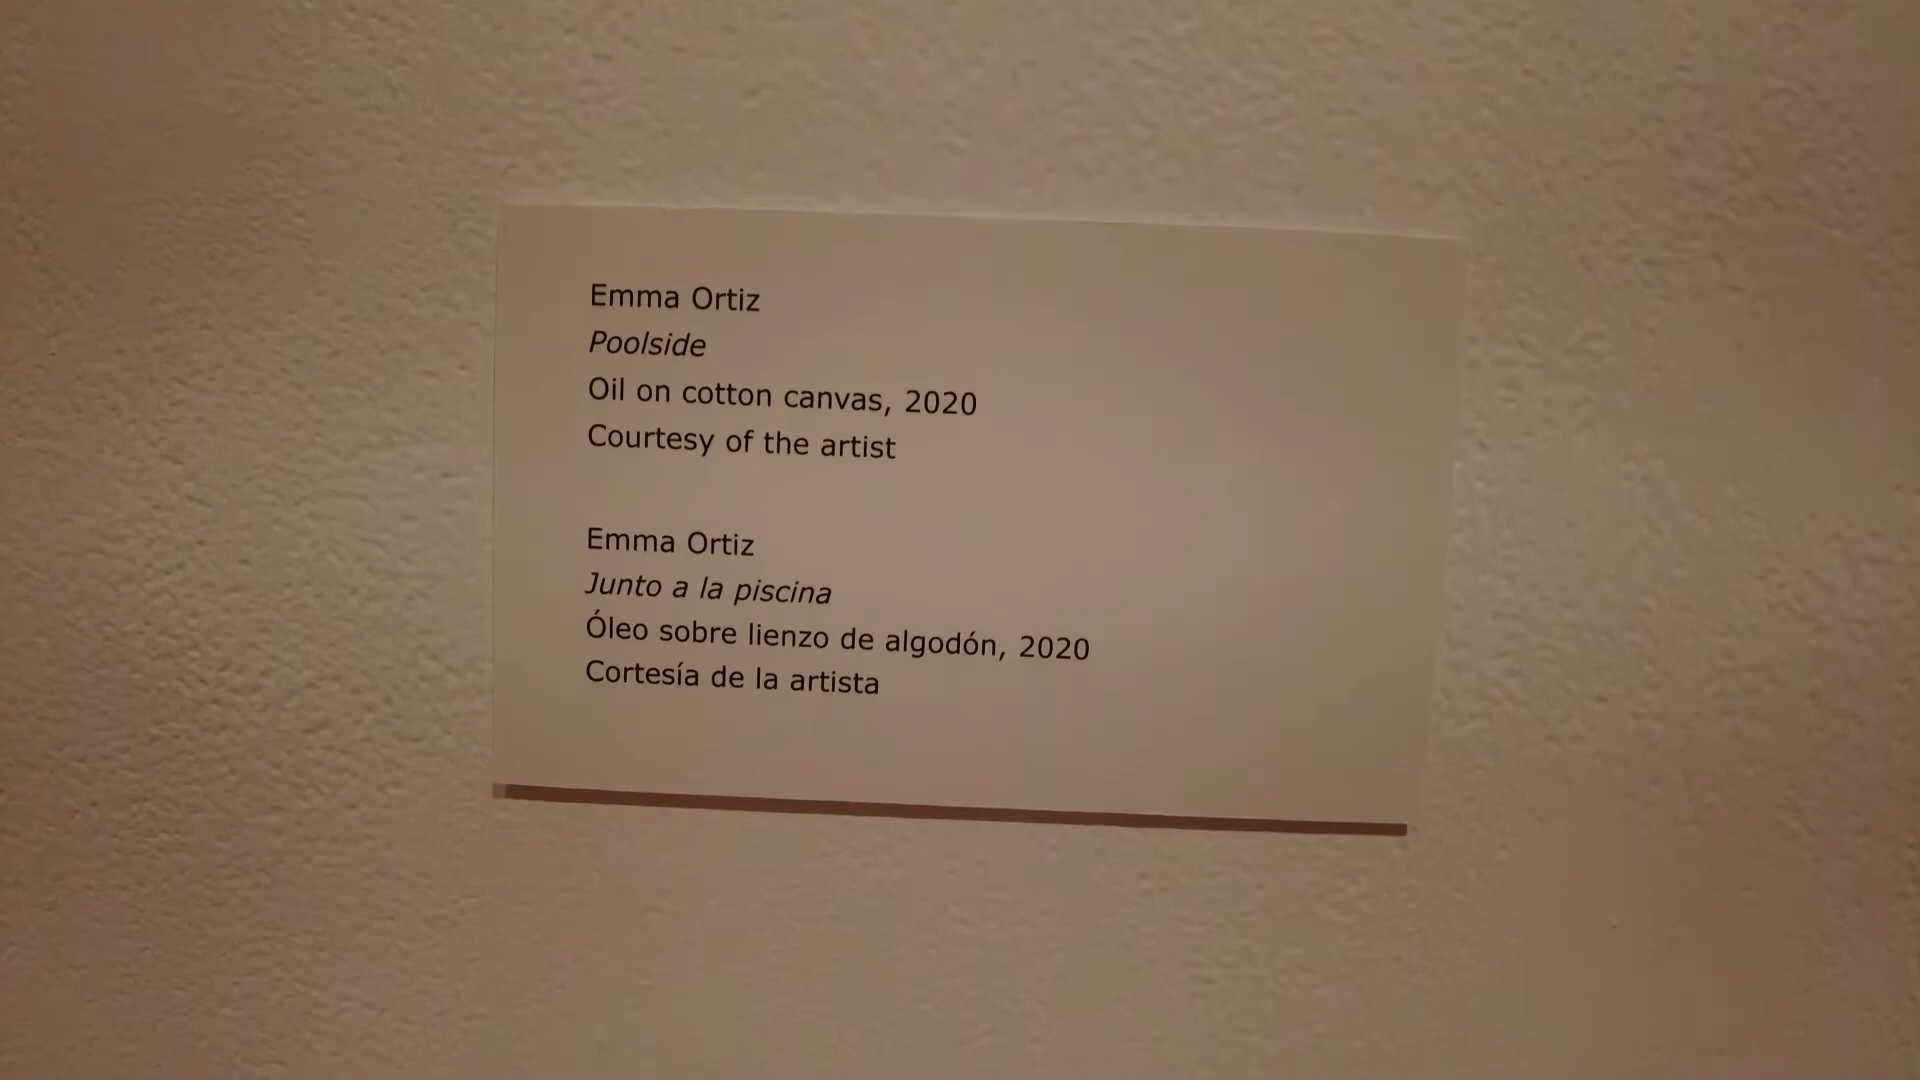 Emma Ortiz
Poolside
Oil on cotton canvas, 2020
Courtesy of the artist
Emma Ortiz
Junto a la piscina
Óleo sobre lienzo de algodón, 2020
Cortesía de la artista